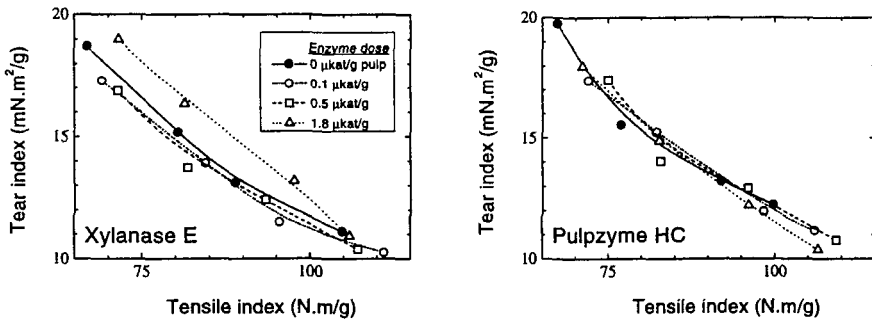 20
15
10
Tear index (mN.m²/g)
Enzyme dose
0 μkat/g pulp
0.1 μkat/g
0.5 μkat/g
1.8 μkat/g
Xylanase E
75
100
Tensile index (N.m/g)
20
15
10
Tear index (mN.m²/g)
Pulpzyme HC
75
100
Tensile index (N.m/g)